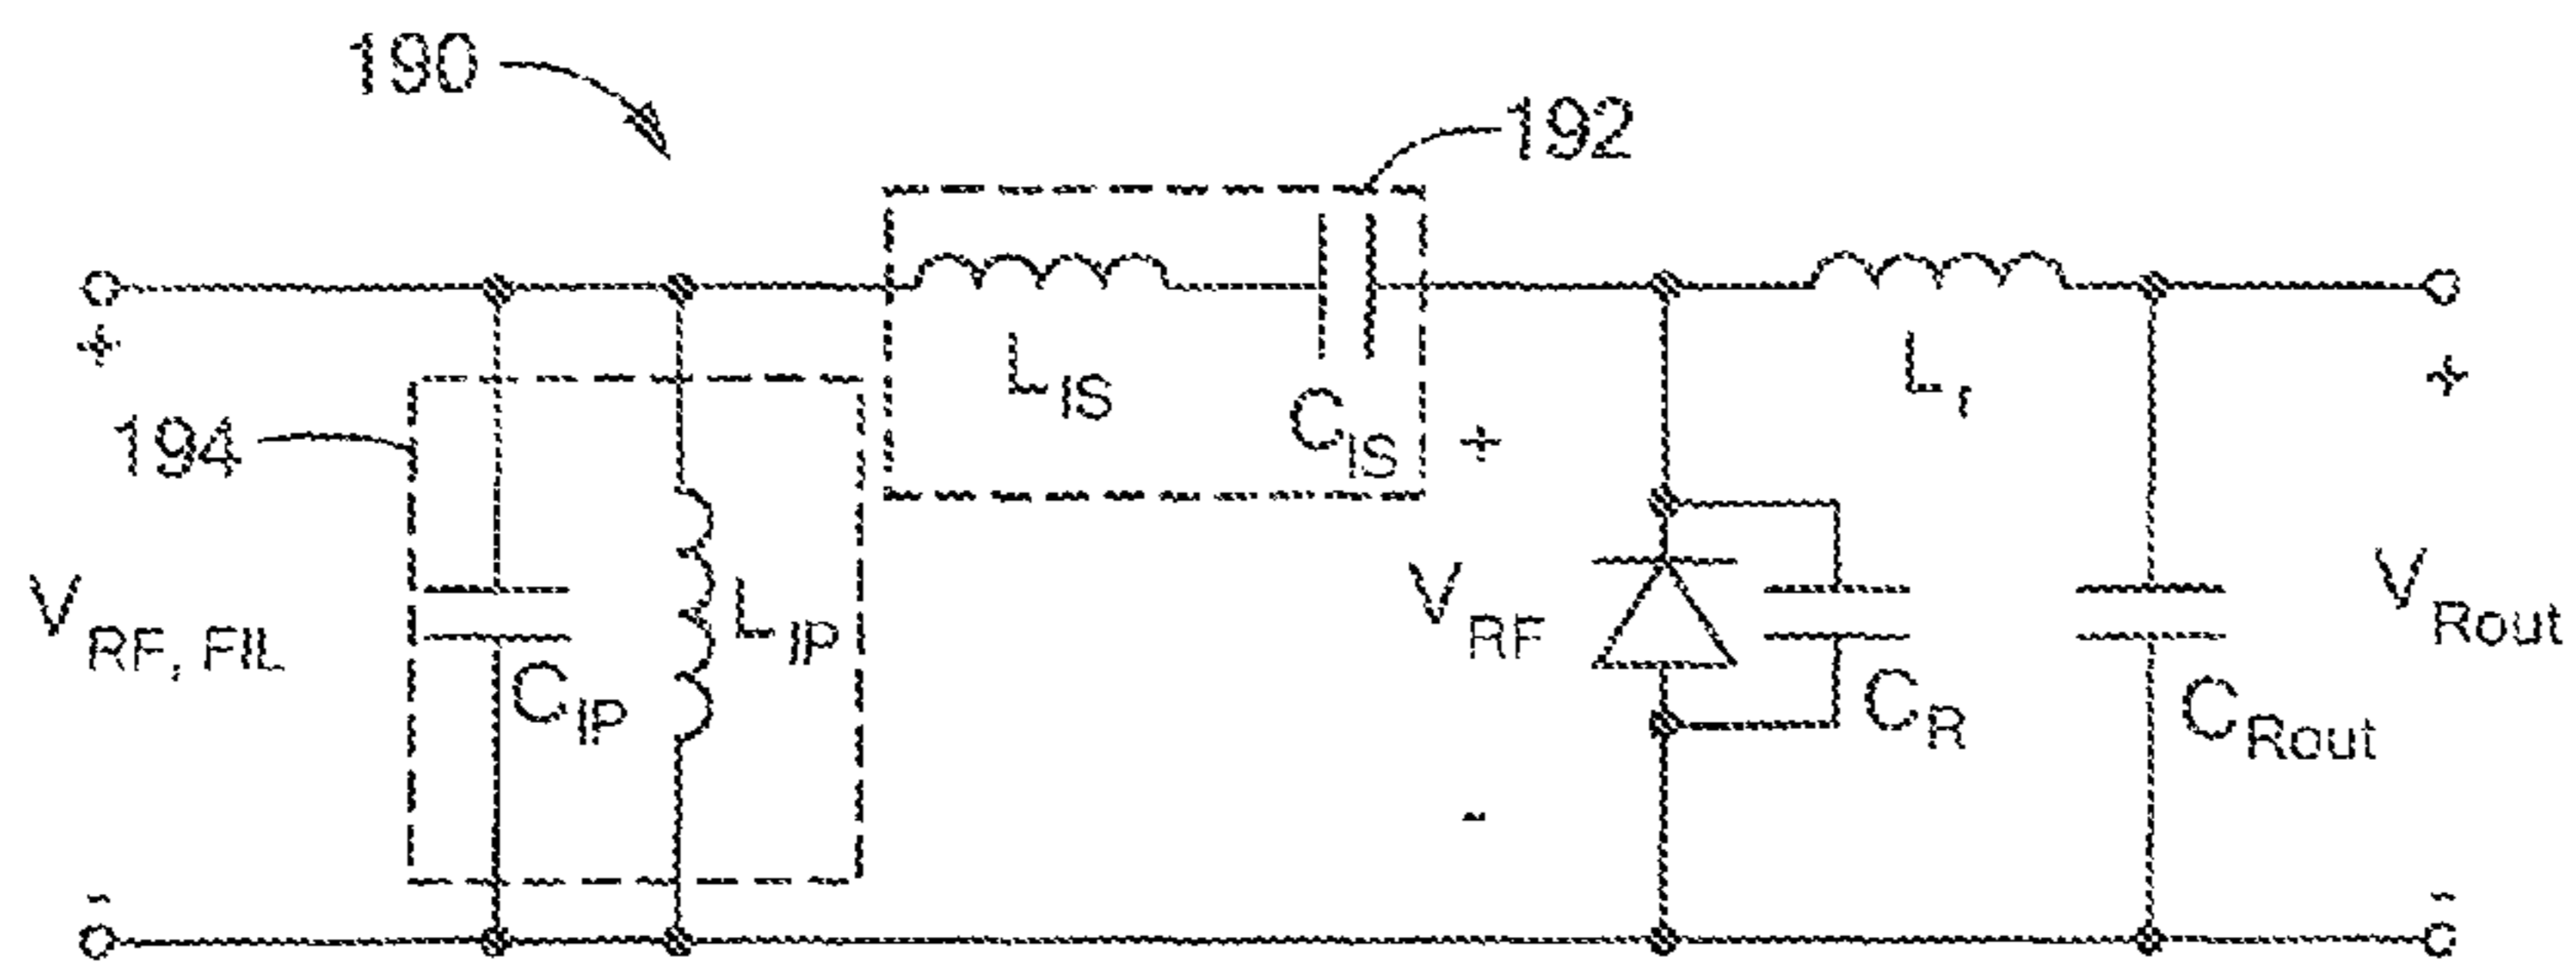 190
192
L_IS
C_IS
L_r
194
+
+
+
V_RF, FIL
C_IP
L_IP
V_RF
C_R
C_Rout
V_Rout
-
-
-